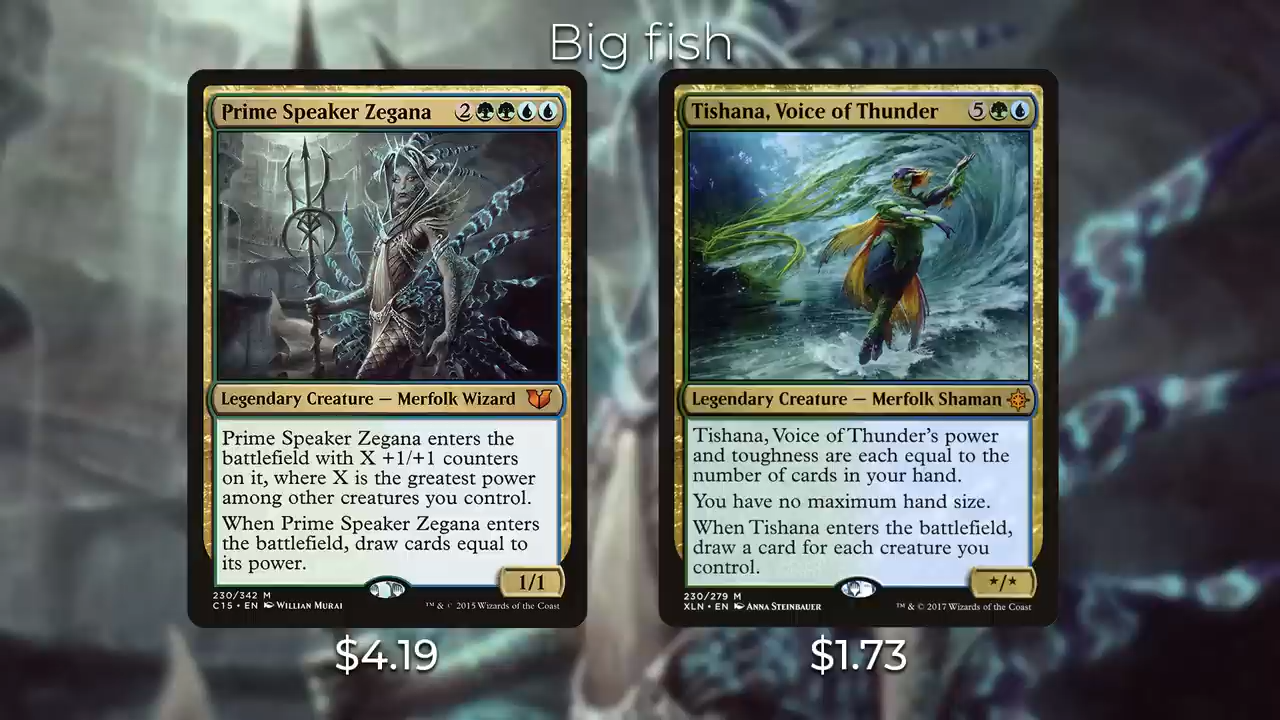 Big fish
Prime Speaker Zegana 2
Legendary Creature — Merfolk Wizard
Prime Speaker Zegana enters the
battlefield with X +1/+1 counters
on it, where X is the greatest power
among other creatures you control.
When Prime Speaker Zegana enters
the battlefield, draw cards equal to
its power.
1/1
230/342 M
C15 • EN Willian Murai
™ & © 2015 Wizards of the Coast
$4.19
Tishana, Voice of Thunder 5
Legendary Creature — Merfolk Shaman
Tishana, Voice of Thunder's power
and toughness are each equal to the
number of cards in your hand.
You have no maximum hand size.
When Tishana enters the battlefield,
draw a card for each creature you
control.
*/*
230/279 M
XLN • EN Anna Steinbauer
™ & © 2017 Wizards of the Coast
$1.73